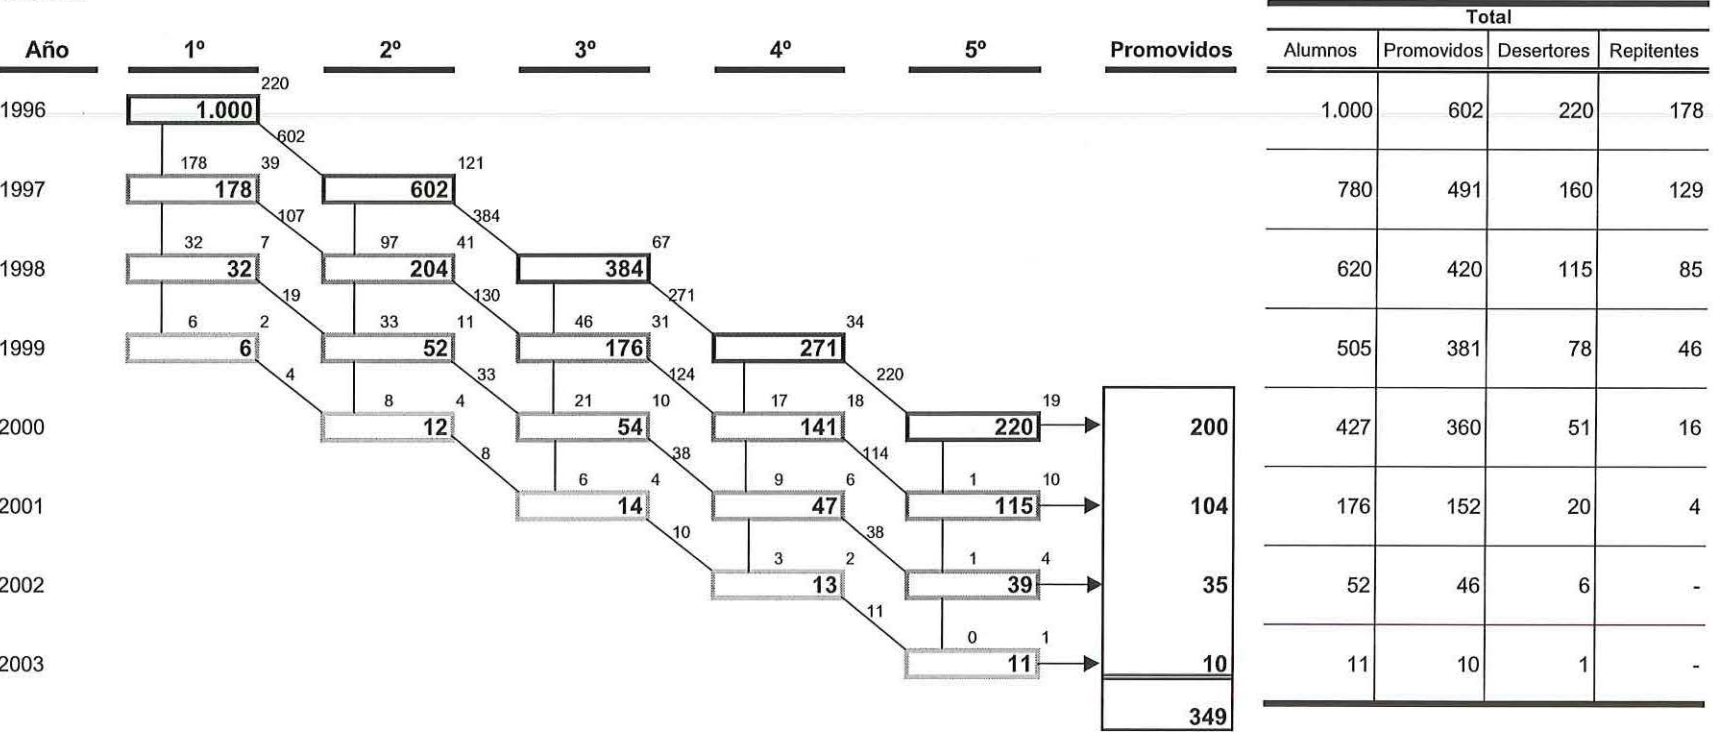 Total
Año 1º 2º 3º 4º 5º Promovidos Alumnos Promovidos Desertores Repitentes
220
1996 1.000 1.000 602 220 178
602
178 39 121
1997 178 602 780 491 160 129
107 384
32 7 97 41 67
1998 32 204 384 620 420 115 85
19 130 271
6 2 33 11 46 31 34
1999 6 52 176 271 505 381 78 46
4 33 124 220
8 4 21 10 17 18 19
2000 12 54 141 220 200 427 360 51 16
8 38 114
6 4 9 6 1 10
2001 14 47 115 104 176 152 20 4
10 38
3 2 1 4
2002 13 39 35 52 46 6 -
11
0 1
2003 11 10 11 10 1 -
349